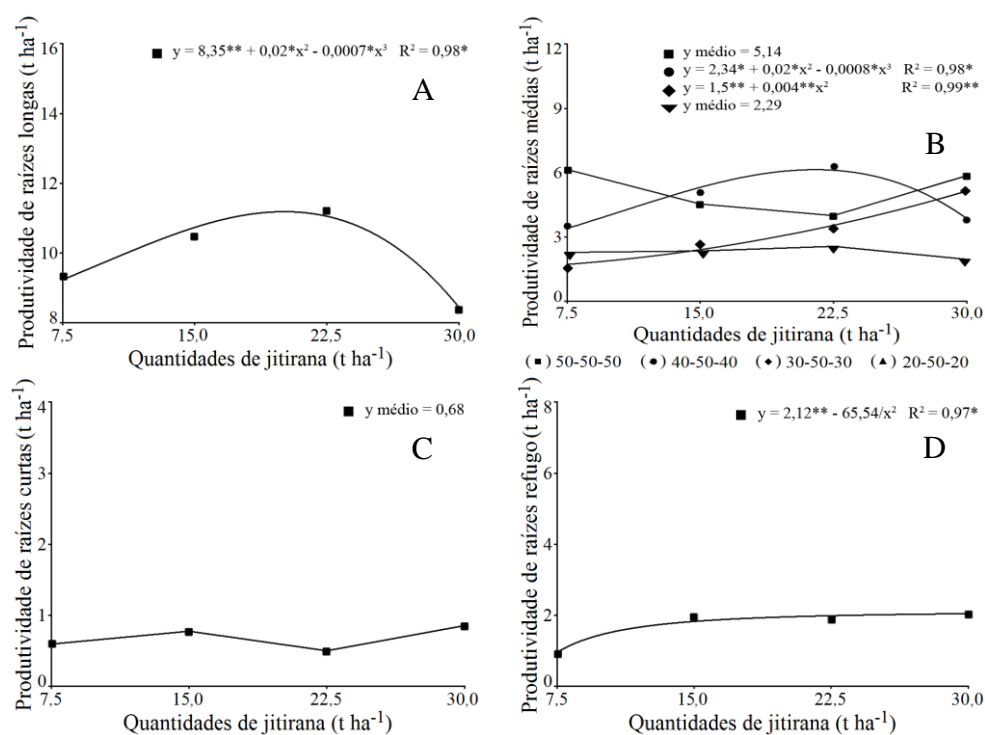 A
■ y = 8,35** + 0,02*x² - 0,0007*x³ R² = 0,98*
Produtividade de raízes longas (t ha⁻¹)
16
14
13
11
10
8
7,5 15,0 22,5 30,0
Quantidades de jitirana (t ha⁻¹)
B
■ y médio = 5,14
● y = 2,34* + 0,02*x² - 0,0008*x³ R² = 0,98*
◆ y = 1,5** + 0,004**x² R² = 0,99**
▼ y médio = 2,29
Produtividade de raízes médias (t ha⁻¹)
12
9
6
3
0
7,5 15,0 22,5 30,0
Quantidades de jitirana (t ha⁻¹)
(■) 50-50-50 (●) 40-50-40 (◆) 30-50-30 (▲) 20-50-20
C
■ y médio = 0,68
Produtividade de raízes curtas (t ha⁻¹)
4
3
2
1
0
7,5 15,0 22,5 30,0
Quantidades de jitirana (t ha⁻¹)
D
■ y = 2,12** - 65,54/x² R² = 0,97*
Produtividade de raízes refugo (t ha⁻¹)
8
6
4
2
0
7,5 15,0 22,5 30,0
Quantidades de jitirana (t ha⁻¹)